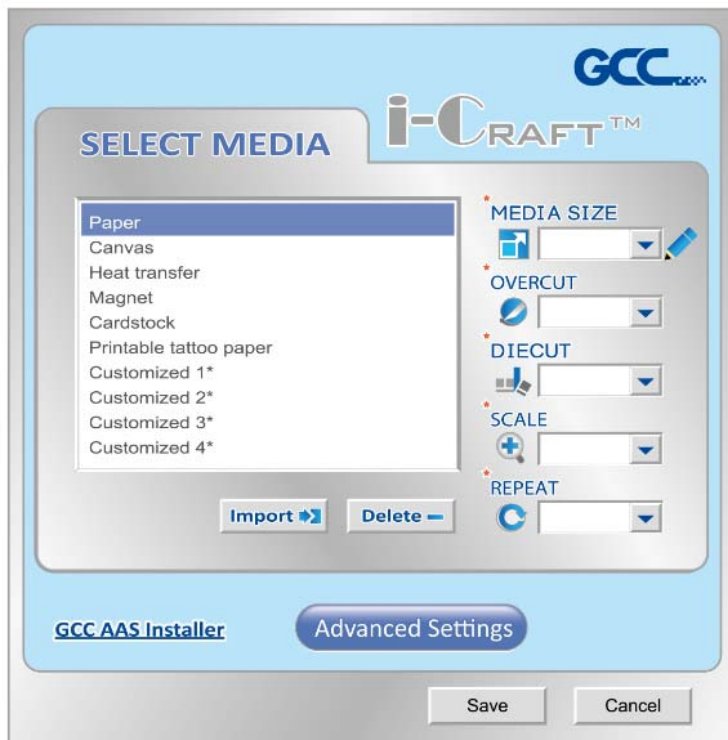 GCC
i-CRAFT™
SELECT MEDIA
Paper
Canvas
Heat transfer
Magnet
Cardstock
Printable tattoo paper
Customized 1*
Customized 2*
Customized 3*
Customized 4*
Import
Delete
* MEDIA SIZE
* OVERCUT
* DIECUT
* SCALE
* REPEAT
GCC AAS Installer
Advanced Settings
Save
Cancel